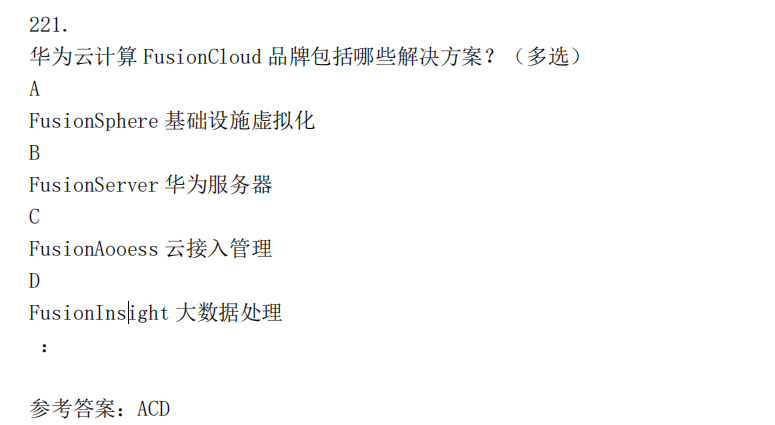 221.
华为云计算 FusionCloud 品牌包括哪些解决方案？（多选）
A
FusionSphere 基础设施虚拟化
B
FusionServer 华为服务器
C
FusionAooess 云接入管理
D
FusionInsight 大数据处理
：
参考答案：ACD